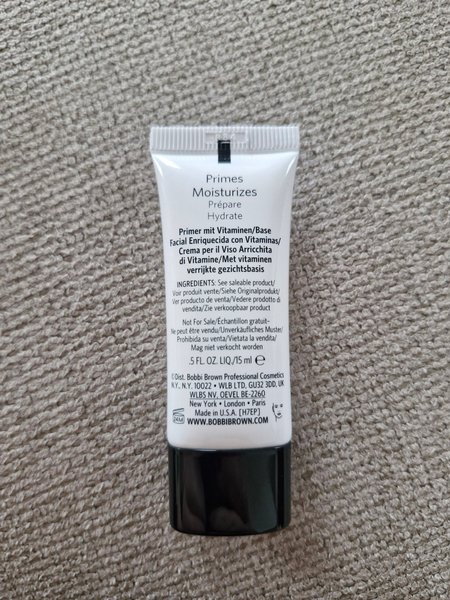 Primes
Moisturizes
Prépare
Hydrate
Primer mit Vitaminen/Base
Facial Enriquecida con Vitaminas/
Crema per il Viso Arricchita
di Vitamine/Met vitaminen
verrijkte gezichtsbasis
INGREDIENTS: See saleable product/
Voir produit vente/Siehe Originalprodukt/
Ver producto de venta/Vedere prodotto di
vendita/Zie verkoopbaar product
Not For Sale/Échantillon gratuit–
Ne peut être vendu/Unverkäufliches Muster/
Prohibida su venta/Vietata la vendita/
Mag niet verkocht worden
.5 FL. OZ. LIQ./15 ml ℮
© Dist. Bobbi Brown Professional Cosmetics
N.Y., N.Y. 10022 • WLB LTD, GU32 3DD, UK
WLBS NV, OEVEL BE-2260
New York • London • Paris
Made in U.S.A. [H7EP]
24M
WWW.BOBBIBROWN.COM